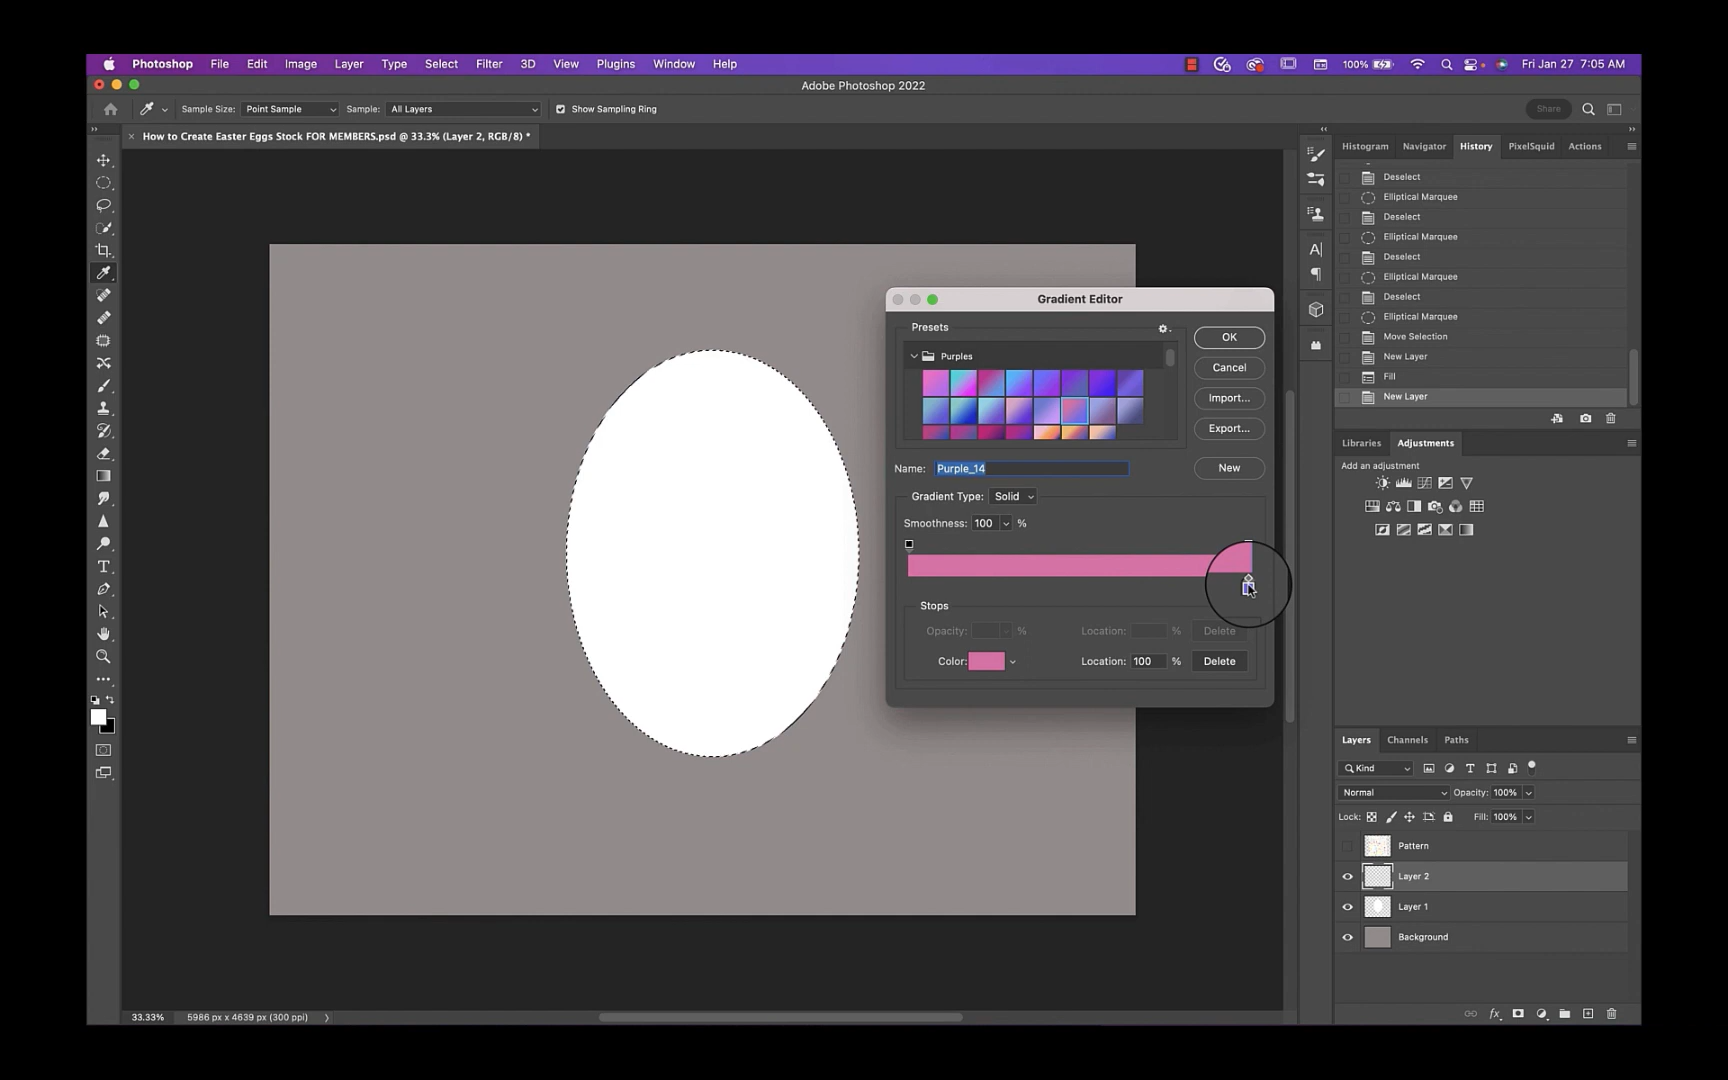 Photoshop File Edit Image Layer Type Select Filter 3D View Plugins Window Help 100% Fri Jan 27 7:05 AM
Adobe Photoshop 2022
Sample Size: Point Sample Sample: All Layers Show Sampling Ring Share
How to Create Easter Eggs Stock FOR MEMBERS.psd @ 33.3% (Layer 2, RGB/8) *
Histogram Navigator History PixelSquid Actions
Deselect
Elliptical Marquee
Deselect
Elliptical Marquee
Deselect
Elliptical Marquee
Deselect
Elliptical Marquee
Move Selection
New Layer
Fill
New Layer
Gradient Editor
Presets
Purples
OK
Cancel
Import...
Export...
New
Name: Purple_14
Gradient Type: Solid
Smoothness: 100 %
Stops
Opacity: % Location: % Delete
Color: Location: 100 % Delete
Libraries Adjustments
Add an adjustment
Layers Channels Paths
Kind
Normal Opacity: 100%
Lock: Fill: 100%
Pattern
Layer 2
Layer 1
Background
33.33% 5986 px x 4639 px (300 ppi)